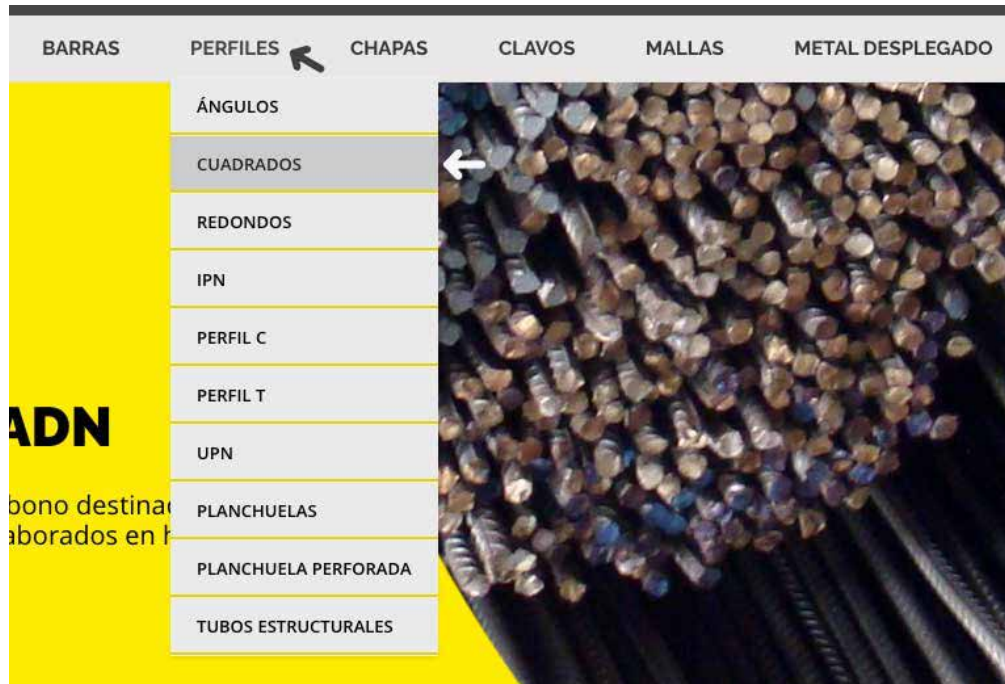 BARRAS PERFILES CHAPAS CLAVOS MALLAS METAL DESPLEGADO
ÁNGULOS
CUADRADOS
REDONDOS
IPN
PERFIL C
PERFIL T
UPN
PLANCHUELAS
PLANCHUELA PERFORADA
TUBOS ESTRUCTURALES
ADN
bono destinad
aborados en h